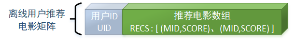 离线用户推荐
电影矩阵
用户ID
UID
推荐电影数组
RECS : [ (MID,SCORE)，(MID,SCORE) ]